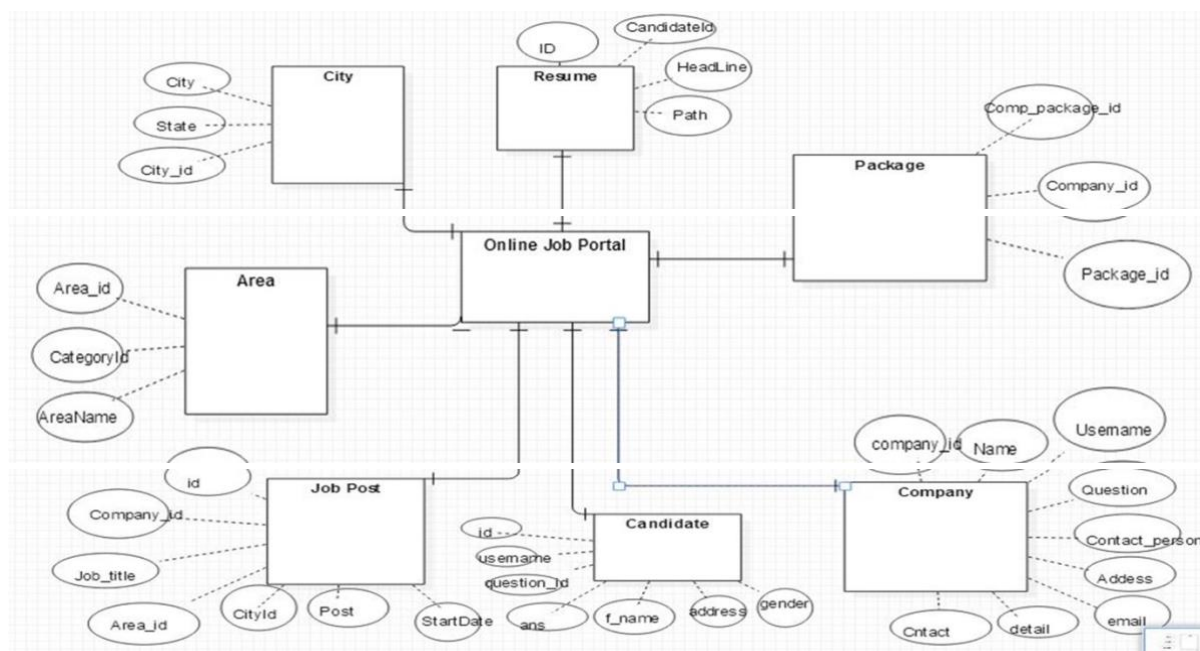 City
City
State
City_id
Resume
ID
CandidateId
HeadLine
Path
Package
Comp_package_id
Company_id
Package_id
Online Job Portal
Area
Area_id
CategoryId
AreaName
Job Post
id
Company_id
Job_title
Area_id
CityId
Post
StartDate
Candidate
id
username
question_id
ans
f_name
address
gender
Company
company_id
Name
Username
Question
Contact_person
Addess
email
detail
Cntact